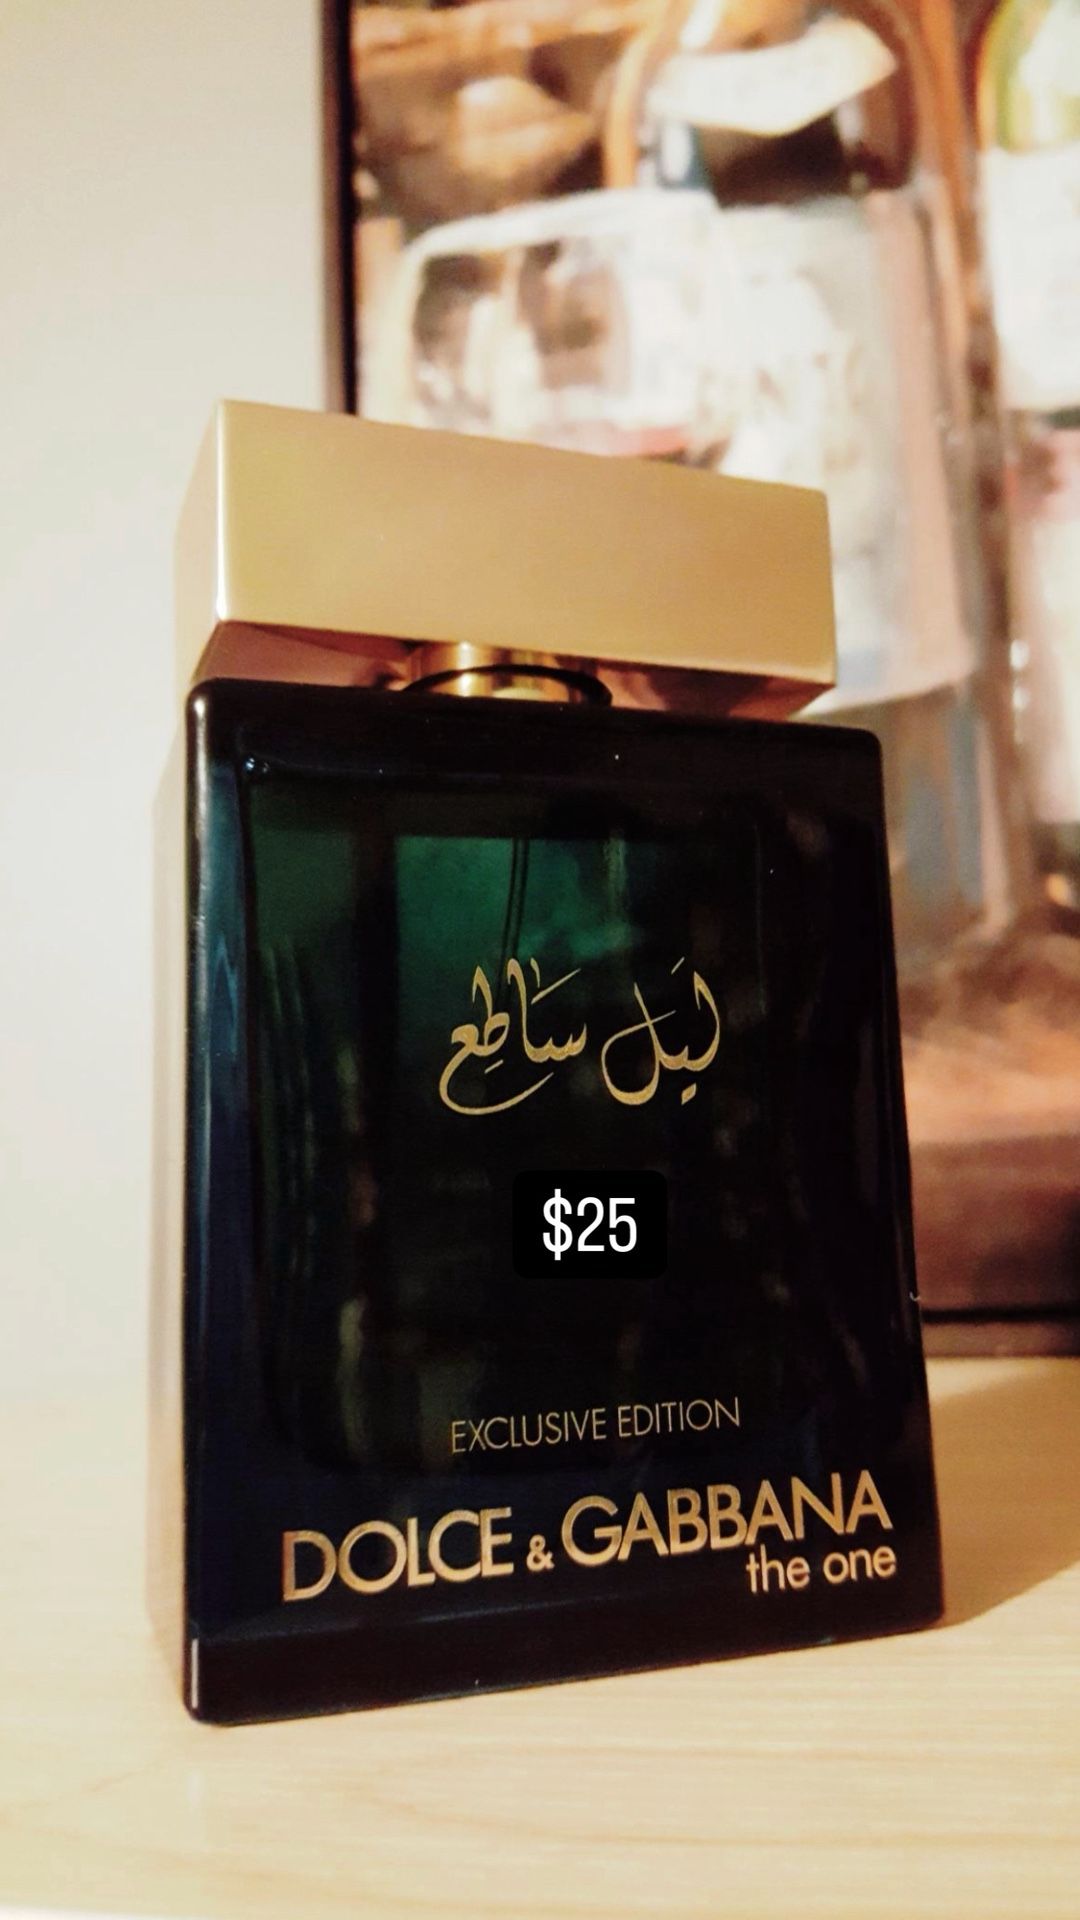 لَيل سَاطِع
$25
EXCLUSIVE EDITION
DOLCE & GABBANA
the one